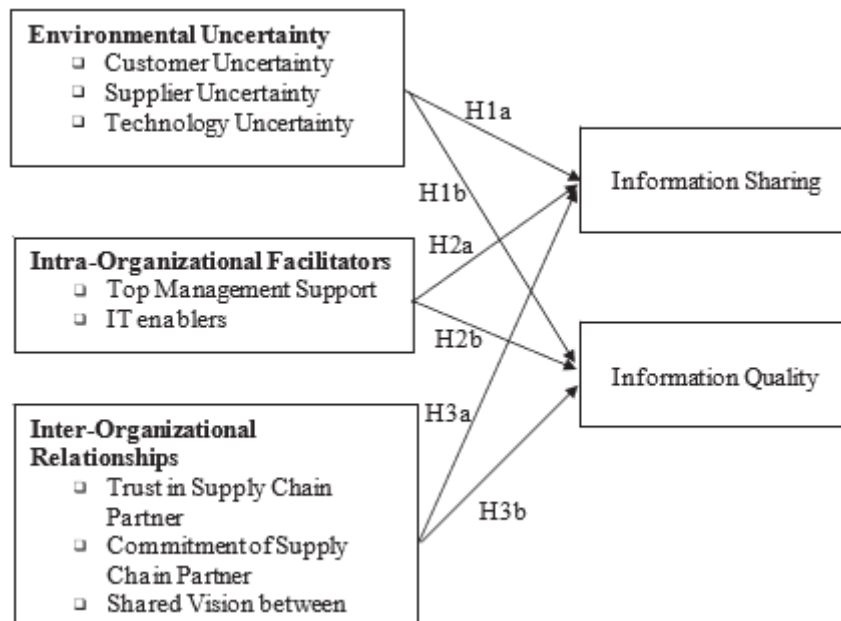 Environmental Uncertainty
❑ Customer Uncertainty
❑ Supplier Uncertainty
❑ Technology Uncertainty
H1a
Information Sharing
H1b
H2a
Intra-Organizational Facilitators
❑ Top Management Support
❑ IT enablers
H2b
Information Quality
H3a
Inter-Organizational
Relationships
❑ Trust in Supply Chain
Partner
❑ Commitment of Supply
Chain Partner
❑ Shared Vision between
H3b